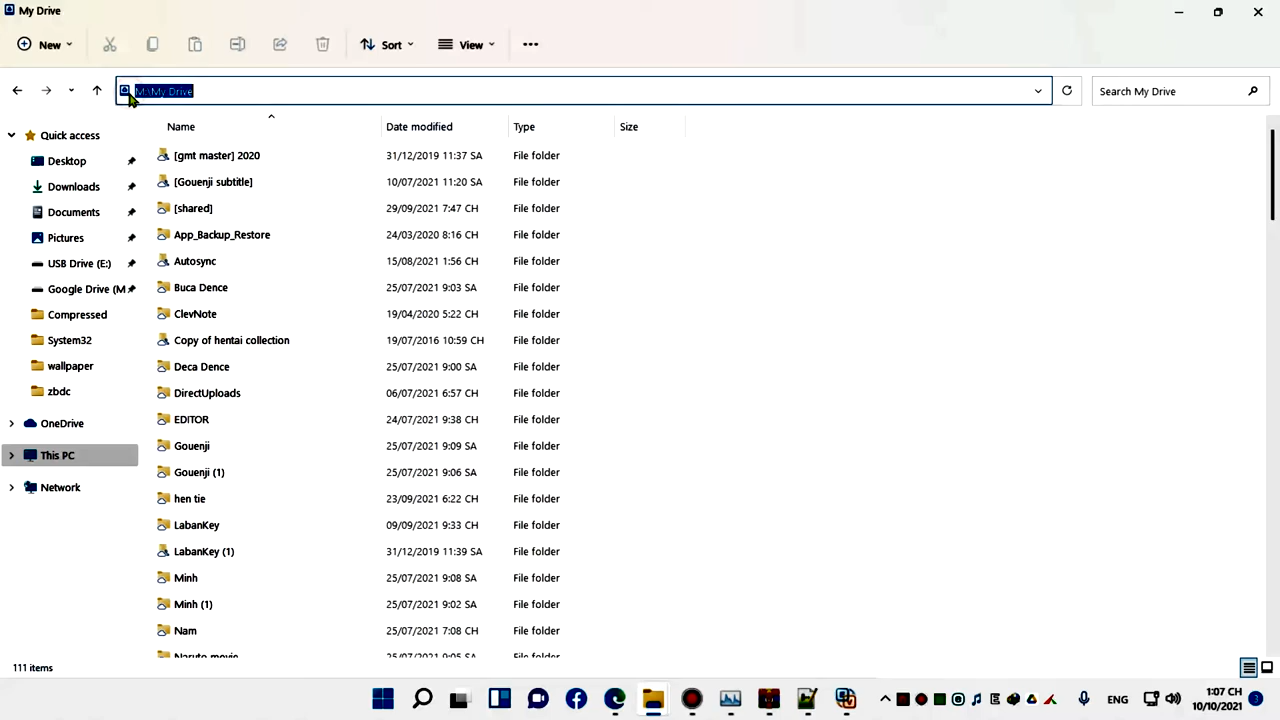 My Drive
New
Sort
View
M:\My Drive
Search My Drive
Name Date modified Type Size
Quick access
Desktop
Downloads
Documents
Pictures
USB Drive (E:)
Google Drive (M
Compressed
System32
wallpaper
zbdc
OneDrive
This PC
Network
[gmt master] 2020 31/12/2019 11:37 SA File folder
[Gouenji subtitle] 10/07/2021 11:20 SA File folder
[shared] 29/09/2021 7:47 CH File folder
App_Backup_Restore 24/03/2020 8:16 CH File folder
Autosync 15/08/2021 1:56 CH File folder
Buca Dence 25/07/2021 9:03 SA File folder
ClevNote 19/04/2020 5:22 CH File folder
Copy of hentai collection 19/07/2016 10:59 CH File folder
Deca Dence 25/07/2021 9:00 SA File folder
DirectUploads 06/07/2021 6:57 CH File folder
EDITOR 24/07/2021 9:38 CH File folder
Gouenji 25/07/2021 9:09 SA File folder
Gouenji (1) 25/07/2021 9:06 SA File folder
hen tie 23/09/2021 6:22 CH File folder
LabanKey 09/09/2021 9:33 CH File folder
LabanKey (1) 31/12/2019 11:39 SA File folder
Minh 25/07/2021 9:08 SA File folder
Minh (1) 25/07/2021 9:02 SA File folder
Nam 25/07/2021 7:08 CH File folder
Naruto movie 25/07/2021 9:05 SA File folder
111 items
ENG
1:07 CH
10/10/2021
3